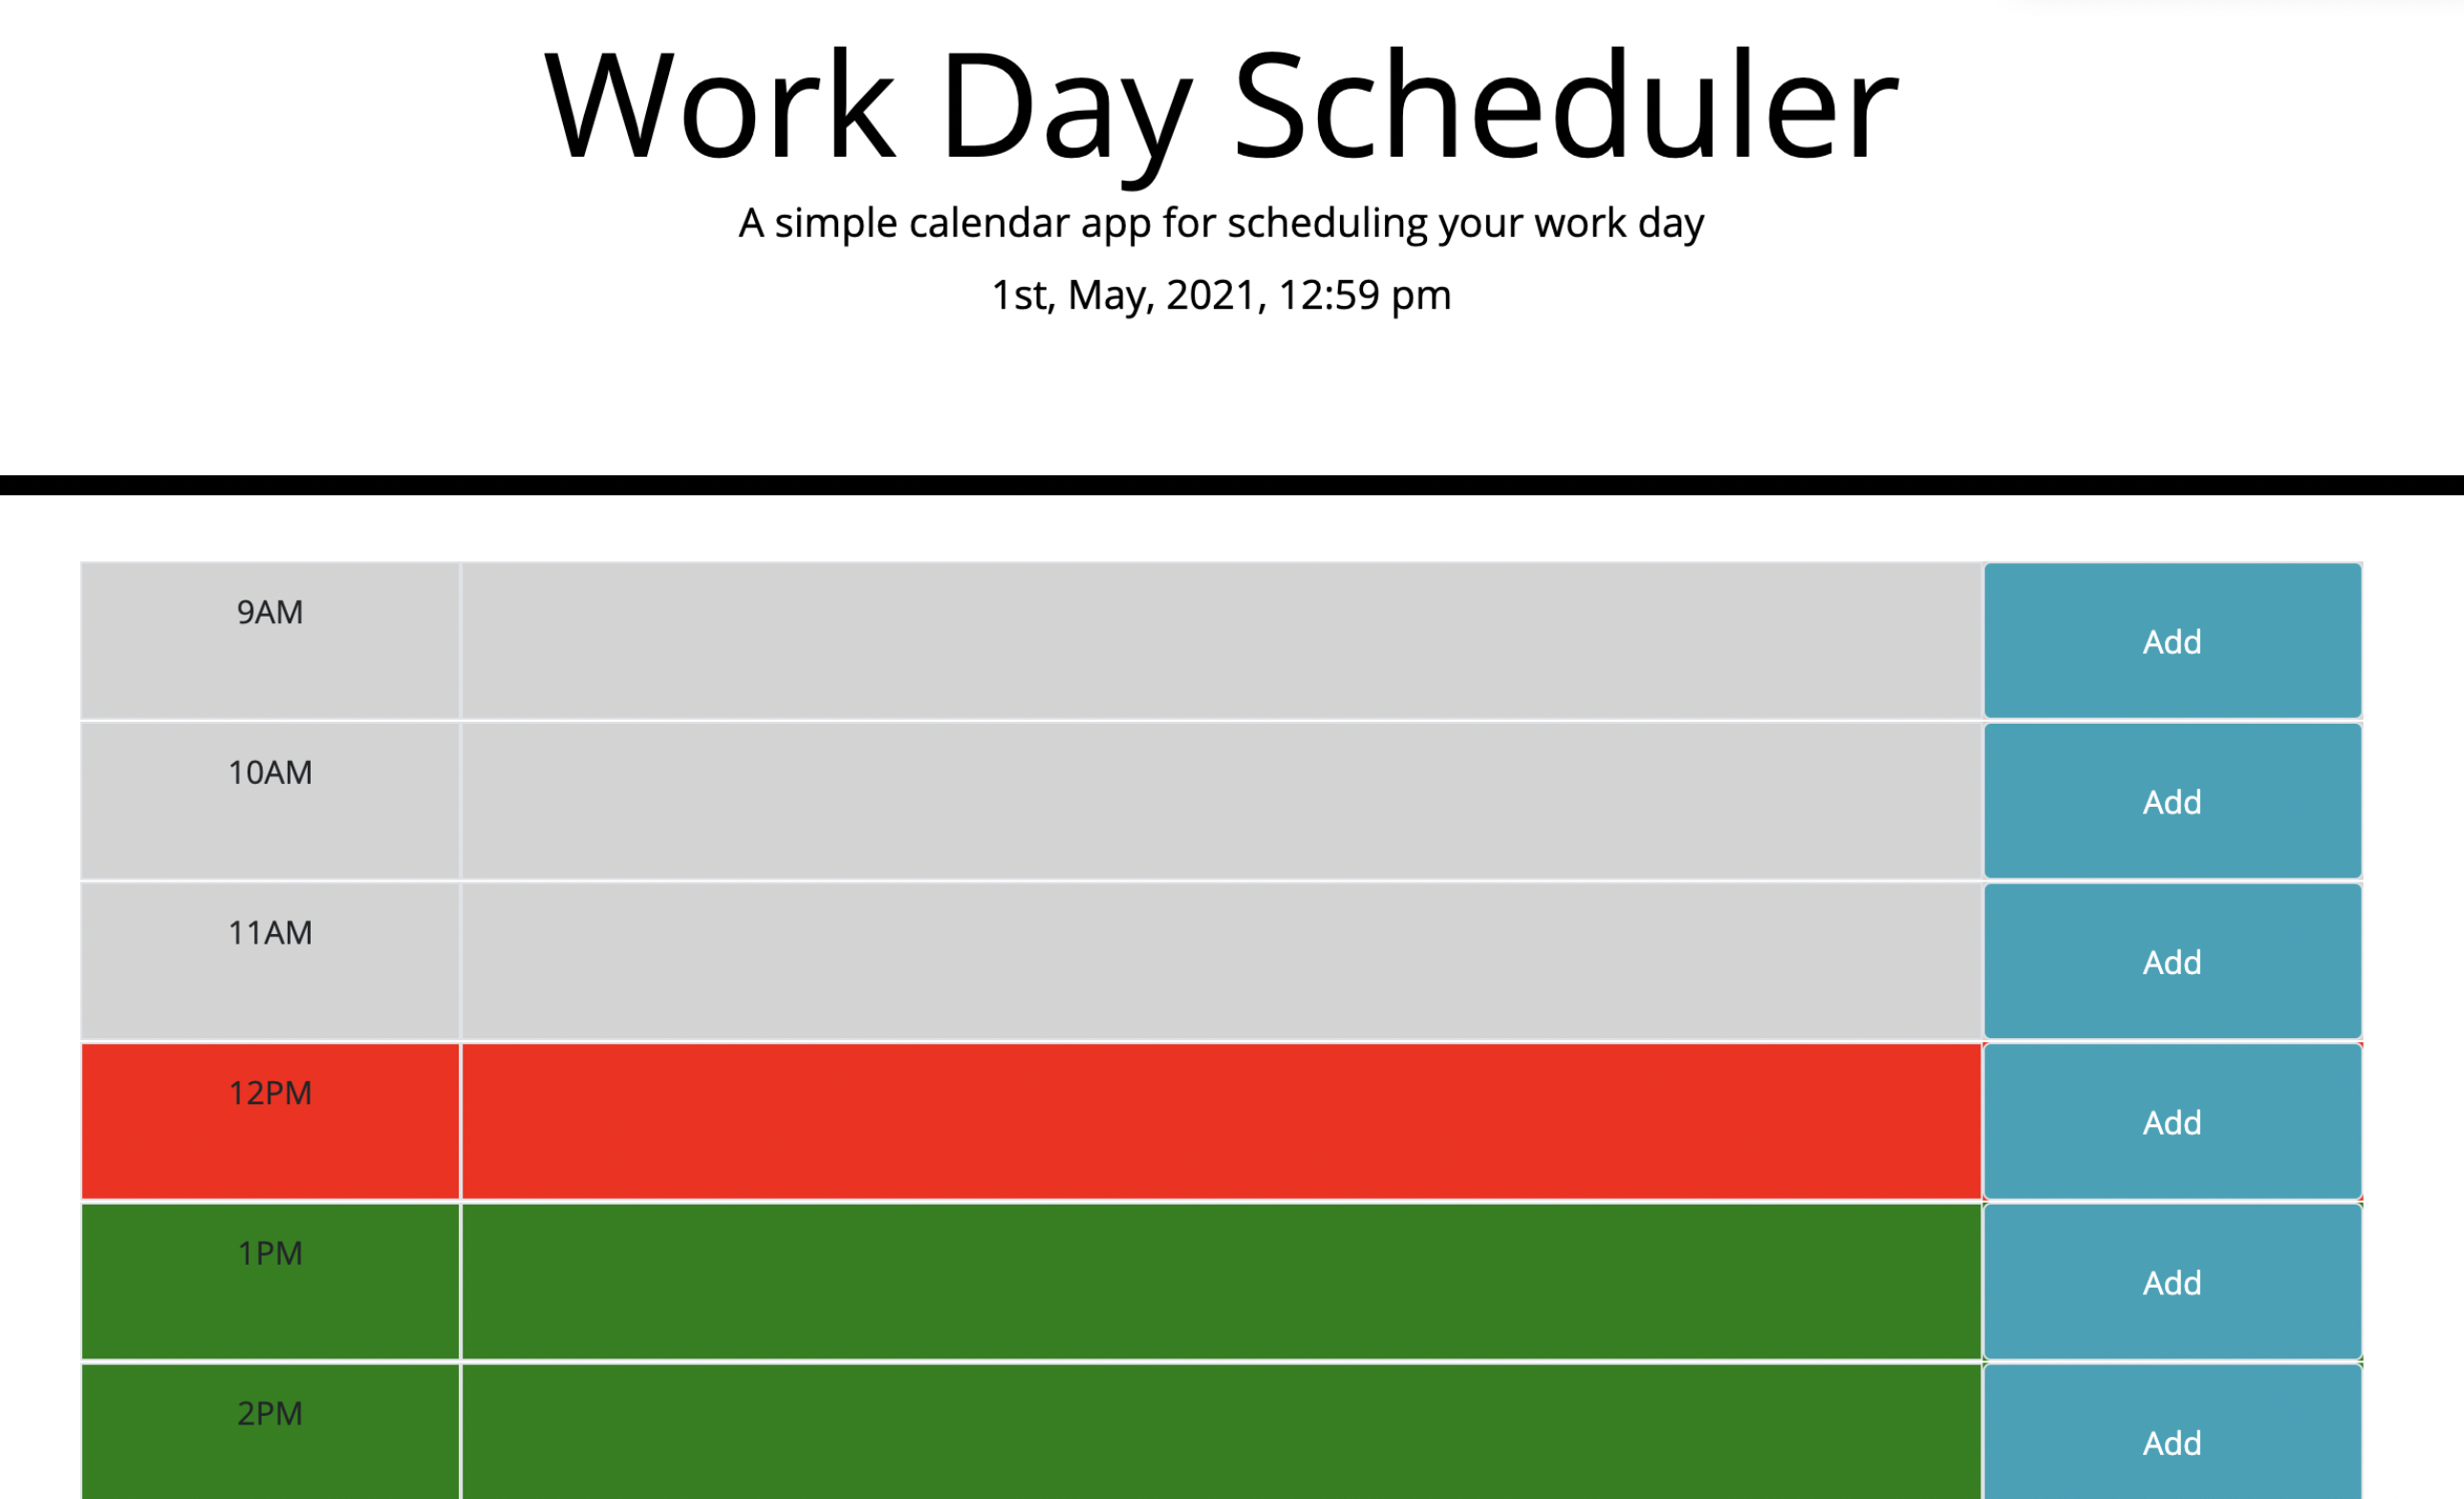 Work Day Scheduler
A simple calendar app for scheduling your work day
1st, May, 2021, 12:59 pm
9AM
Add
10AM
Add
11AM
Add
12PM
Add
1PM
Add
2PM
Add